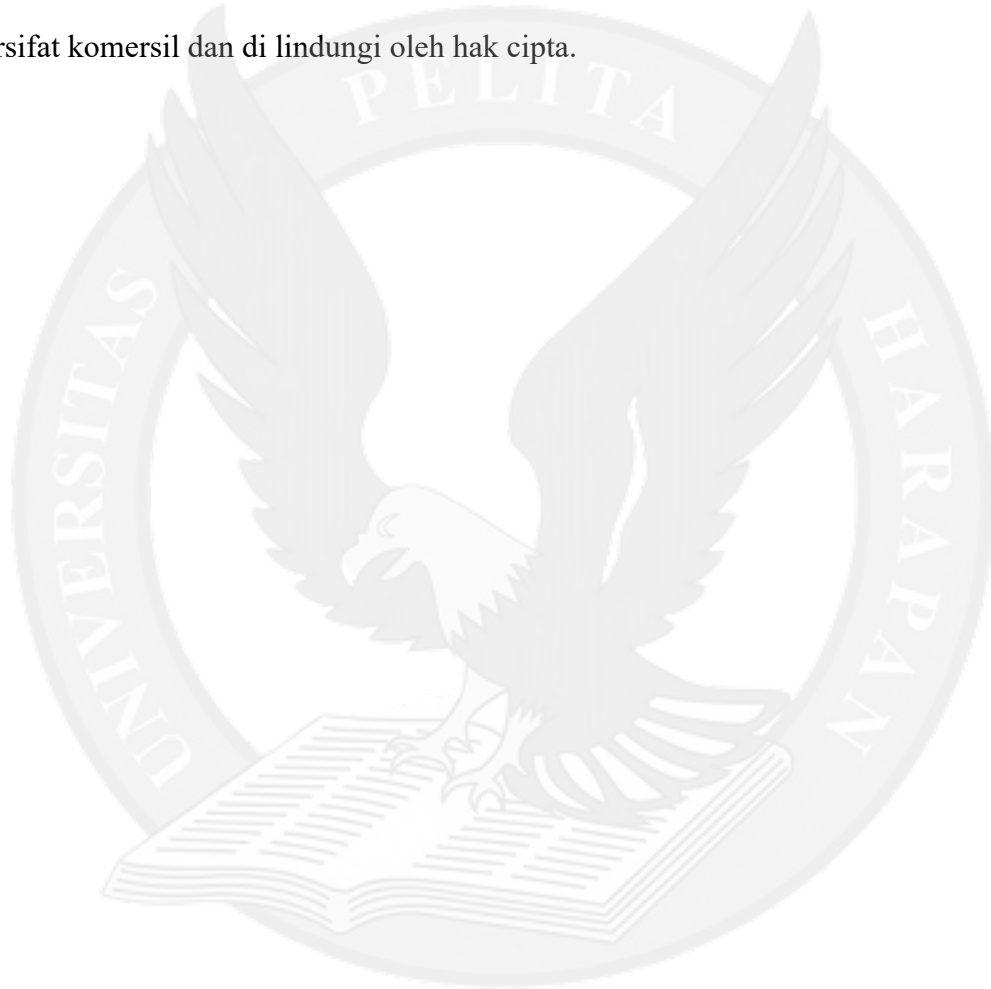 rsifat komersil dan di lindungi oleh hak cipta.
UNIVERSITAS PELITA HARAPAN